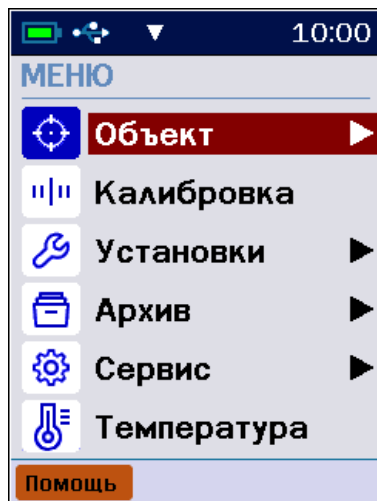 10:00
МЕНЮ
Объект
Калибровка
Установки
Архив
Сервис
Температура
Помощь